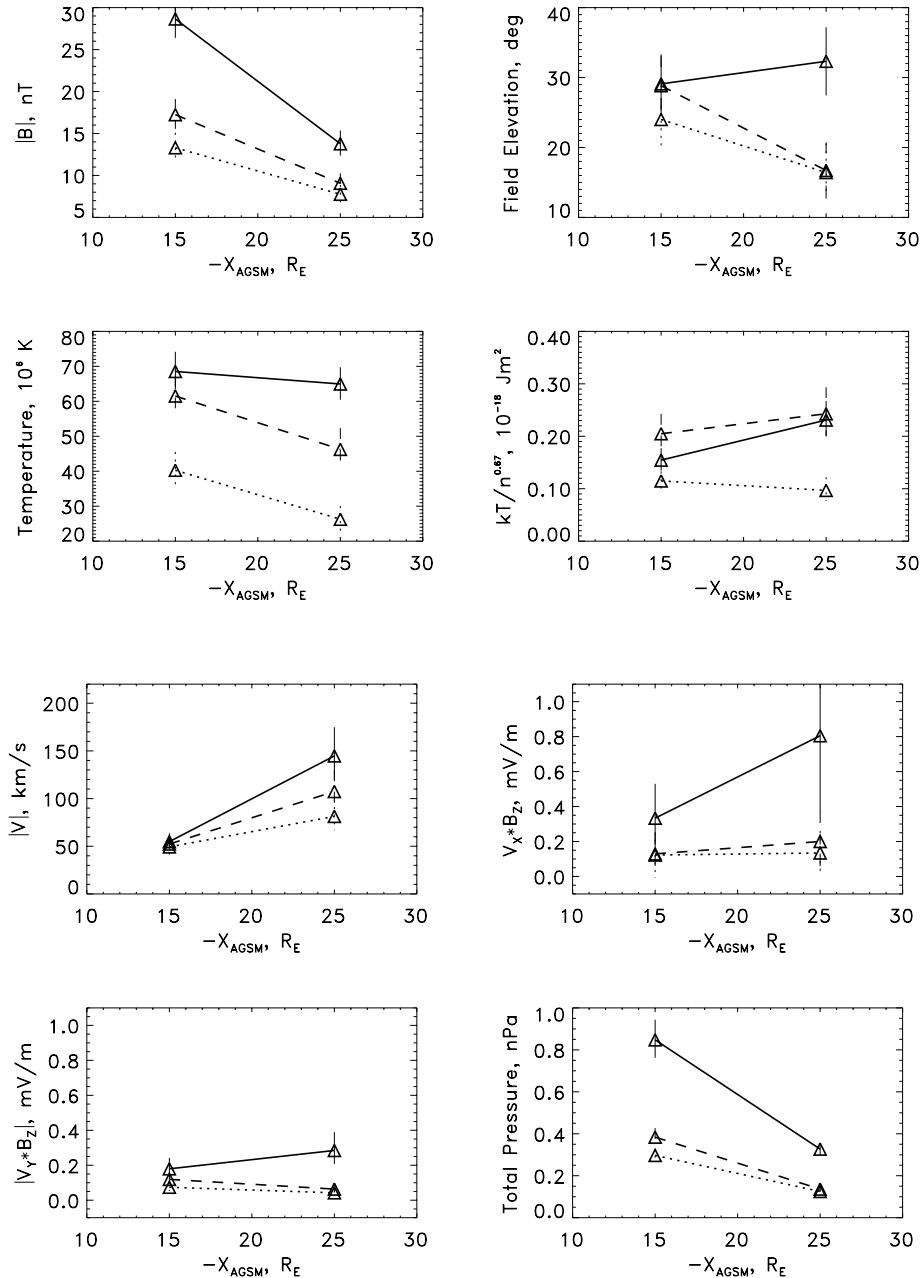 |B|, nT
30
25
20
15
10
5
10 15 20 25 30
−X_AGSM, R_E
Field Elevation, deg
40
30
20
10
10 15 20 25 30
−X_AGSM, R_E
Temperature, 10⁶ K
80
70
60
50
40
30
20
10 15 20 25 30
−X_AGSM, R_E
kT/n^0.67, 10⁻¹⁸ Jm²
0.40
0.30
0.20
0.10
0.00
10 15 20 25 30
−X_AGSM, R_E
|V|, km/s
200
150
100
50
0
10 15 20 25 30
−X_AGSM, R_E
V_X*B_Z, mV/m
1.0
0.8
0.6
0.4
0.2
0.0
10 15 20 25 30
−X_AGSM, R_E
|V_Y*B_Z|, mV/m
1.0
0.8
0.6
0.4
0.2
0.0
10 15 20 25 30
−X_AGSM, R_E
Total Pressure, nPa
1.0
0.8
0.6
0.4
0.2
0.0
10 15 20 25 30
−X_AGSM, R_E